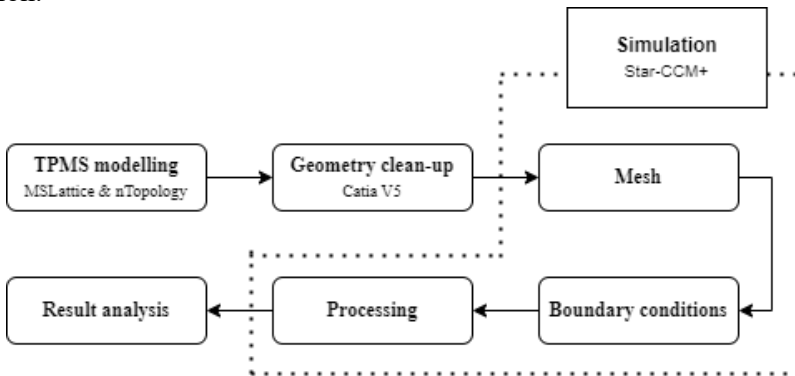 Simulation
Star-CCM+
TPMS modelling
MSLattice & nTopology
Geometry clean-up
Catia V5
Mesh
Result analysis
Processing
Boundary conditions